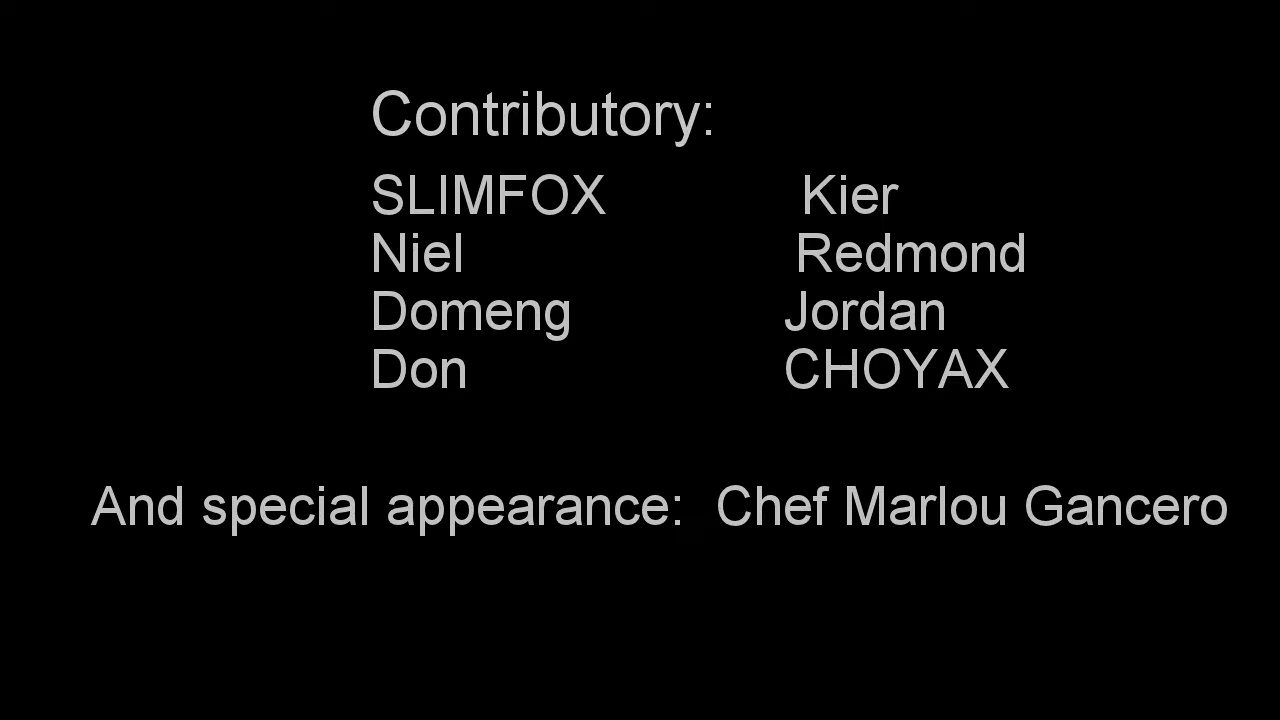 Contributory:
SLIMFOX Kier
Niel Redmond
Domeng Jordan
Don CHOYAX
And special appearance: Chef Marlou Gancero